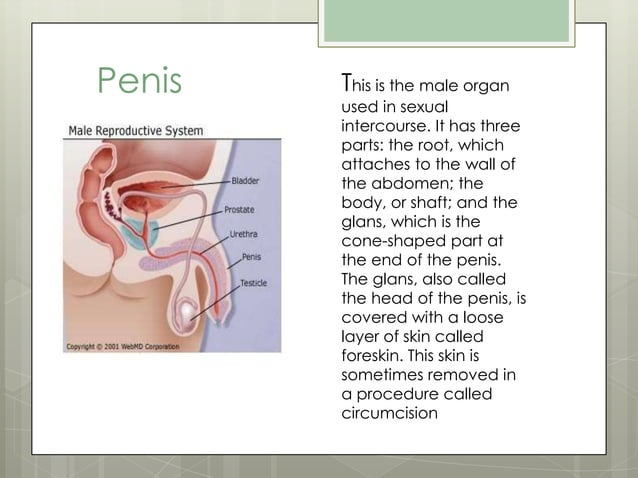 Penis
Male Reproductive System
Bladder
Prostate
Urethra
Penis
Testicle
Copyright © 2001 WebMD Corporation
This is the male organ
used in sexual
intercourse. It has three
parts: the root, which
attaches to the wall of
the abdomen; the
body, or shaft; and the
glans, which is the
cone-shaped part at
the end of the penis.
The glans, also called
the head of the penis, is
covered with a loose
layer of skin called
foreskin. This skin is
sometimes removed in
a procedure called
circumcision